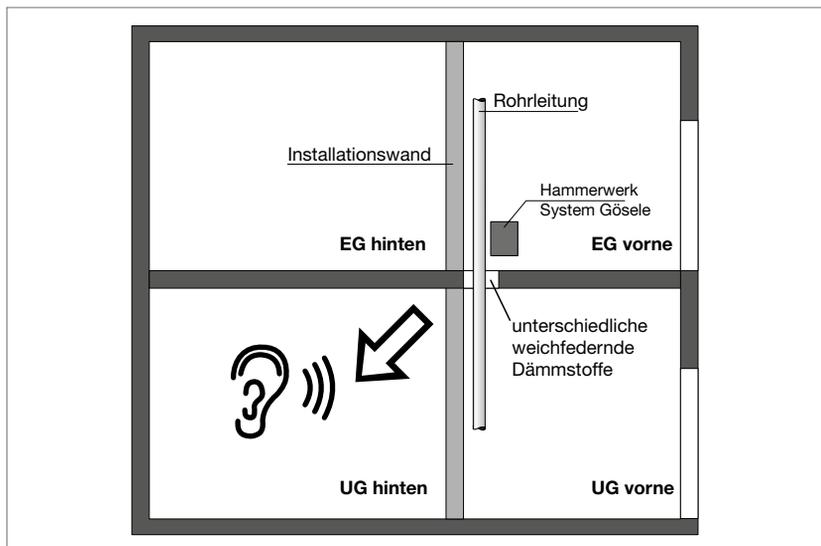 Rohrleitung
Installationswand
Hammerwerk
System Gösele
EG hinten
EG vorne
unterschiedliche
weichfedernde
Dämmstoffe
UG hinten
UG vorne